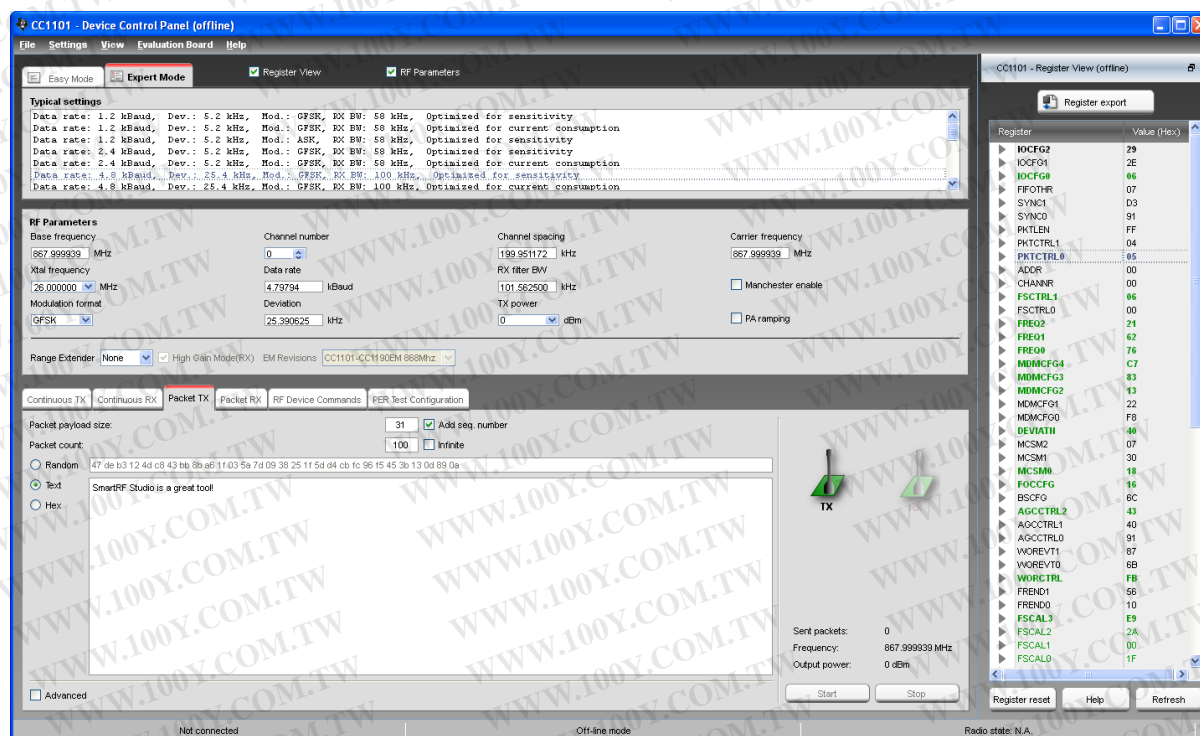 CC1101 - Device Control Panel (offline)
File Settings View Evaluation Board Help
Easy Mode Expert Mode Register View RF Parameters
Typical settings
Data rate: 1.2 kBaud, Dev.: 5.2 kHz, Mod.: GFSK, RX BW: 58 kHz, Optimized for sensitivity
Data rate: 1.2 kBaud, Dev.: 5.2 kHz, Mod.: GFSK, RX BW: 58 kHz, Optimized for current consumption
Data rate: 1.2 kBaud, Dev.: 5.2 kHz, Mod.: ASK, RX BW: 58 kHz, Optimized for sensitivity
Data rate: 2.4 kBaud, Dev.: 5.2 kHz, Mod.: GFSK, RX BW: 58 kHz, Optimized for sensitivity
Data rate: 2.4 kBaud, Dev.: 5.2 kHz, Mod.: GFSK, RX BW: 58 kHz, Optimized for current consumption
Data rate: 4.8 kBaud, Dev.: 25.4 kHz, Mod.: GFSK, RX BW: 100 kHz, Optimized for sensitivity
Data rate: 4.8 kBaud, Dev.: 25.4 kHz, Mod.: GFSK, RX BW: 100 kHz, Optimized for current consumption
RF Parameters
Base frequency Channel number Channel spacing Carrier frequency
867.999939 MHz 0 199.951172 kHz 867.999939 MHz
Xtal frequency Data rate RX filter BW
26.000000 MHz 4.79794 kBaud 101.562500 kHz Manchester enable
Modulation format Deviation TX power
GFSK 25.390625 kHz 0 dBm PA ramping
Range Extender None High Gain Mode(RX) EM Revisions CC1101-CC1190EM 868Mhz
Continuous TX Continuous RX Packet TX Packet RX RF Device Commands PER Test Configuration
Packet payload size: 31 Add seq. number
Packet count: 100 Infinite
Random 47 de b3 12 4d c8 43 bb 8b a6 1f 03 5a 7d 09 38 25 1f 5d d4 cb fc 96 f5 45 3b 13 0d 89 0a
Text SmartRF Studio is a great tool!
Hex
TX RX
Sent packets: 0
Frequency: 867.999939 MHz
Output power: 0 dBm
Advanced Start Stop
Not connected Off-line mode Radio state: N.A.
CC1101 - Register View (offline)
Register export
Register Value (Hex)
IOCFG2 29
IOCFG1 2E
IOCFG0 06
FIFOTHR 07
SYNC1 D3
SYNC0 91
PKTLEN FF
PKTCTRL1 04
PKTCTRL0 05
ADDR 00
CHANNR 00
FSCTRL1 06
FSCTRL0 00
FREQ2 21
FREQ1 62
FREQ0 76
MDMCFG4 C7
MDMCFG3 83
MDMCFG2 13
MDMCFG1 22
MDMCFG0 F8
DEVIATN 40
MCSM2 07
MCSM1 30
MCSM0 18
FOCCFG 16
BSCFG 6C
AGCCTRL2 43
AGCCTRL1 40
AGCCTRL0 91
WOREVT1 87
WOREVT0 6B
WORCTRL FB
FREND1 56
FREND0 10
FSCAL3 E9
FSCAL2 2A
FSCAL1 00
FSCAL0 1F
Register reset Help Refresh
WWW.100Y.COM.TW